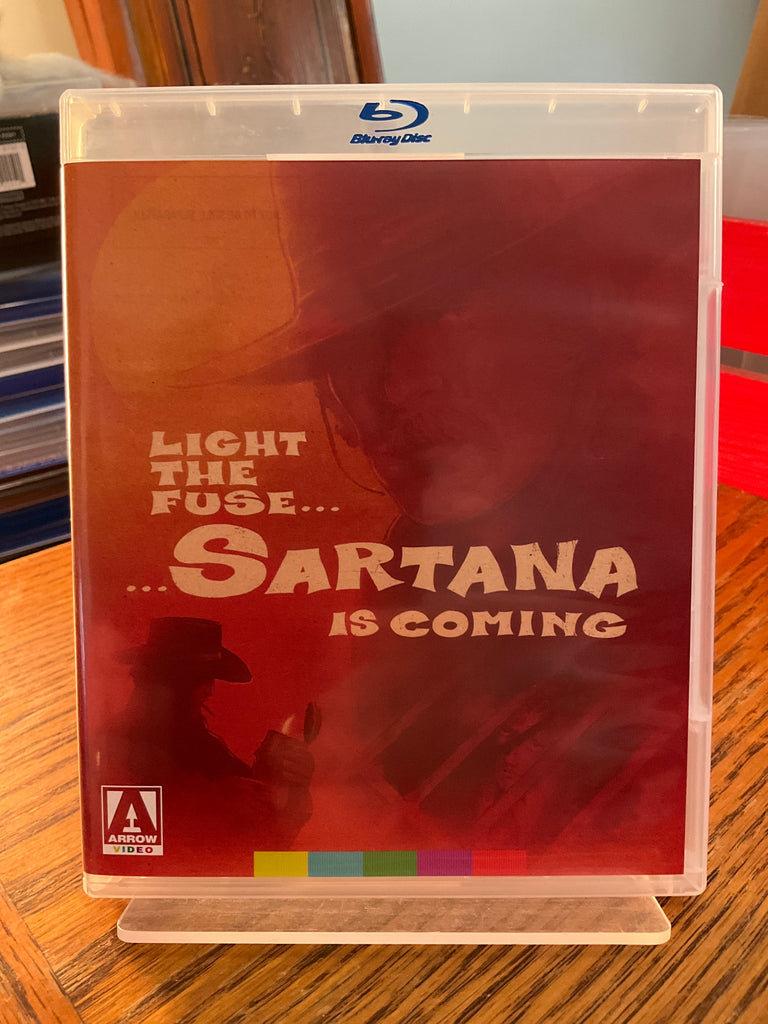 Blu-ray Disc
LIGHT
THE
FUSE...
...SARTANA
IS COMING
ARROW
VIDEO